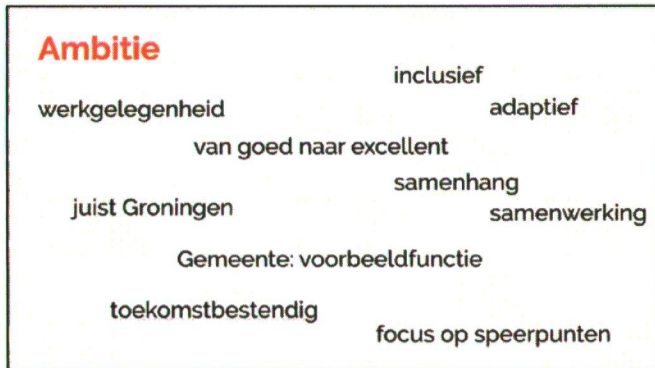 Ambitie
inclusief
werkgelegenheid
adaptief
van goed naar excellent
samenhang
juist Groningen
samenwerking
Gemeente: voorbeeldfunctie
toekomstbestendig
focus op speerpunten